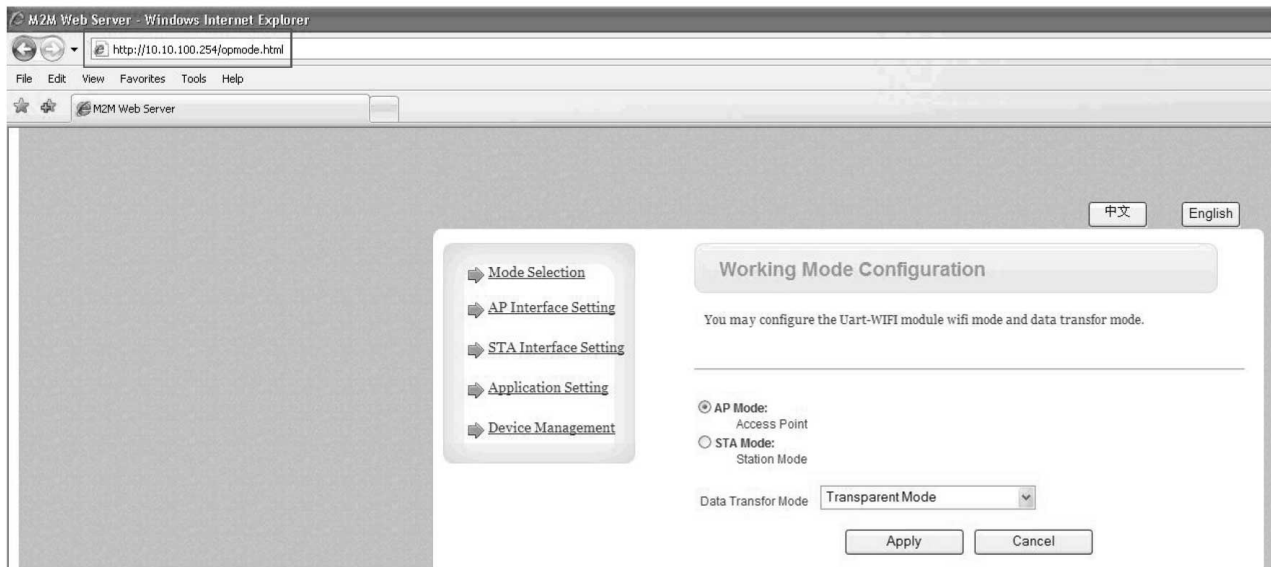 M2M Web Server - Windows Internet Explorer
http://10.10.100.254/opmode.html
File Edit View Favorites Tools Help
M2M Web Server
中文 English
Mode Selection
AP Interface Setting
STA Interface Setting
Application Setting
Device Management
Working Mode Configuration
You may configure the Uart-WIFI module wifi mode and data transfor mode.
AP Mode:
Access Point
STA Mode:
Station Mode
Data Transfor Mode Transparent Mode
Apply Cancel